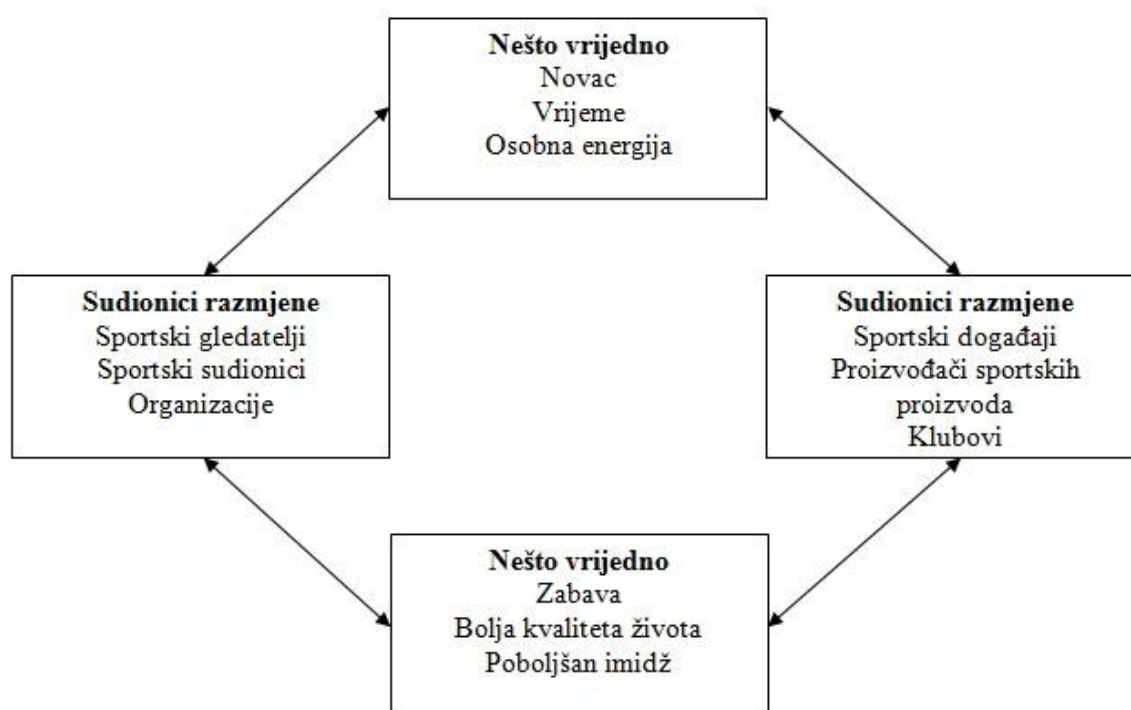 Nešto vrijedno
Novac
Vrijeme
Osobna energija
Sudionici razmjene
Sportski gledatelji
Sportski sudionici
Organizacije
Sudionici razmjene
Sportski događaji
Proizvođači sportskih
proizvoda
Klubovi
Nešto vrijedno
Zabava
Bolja kvaliteta života
Poboljšan imidž